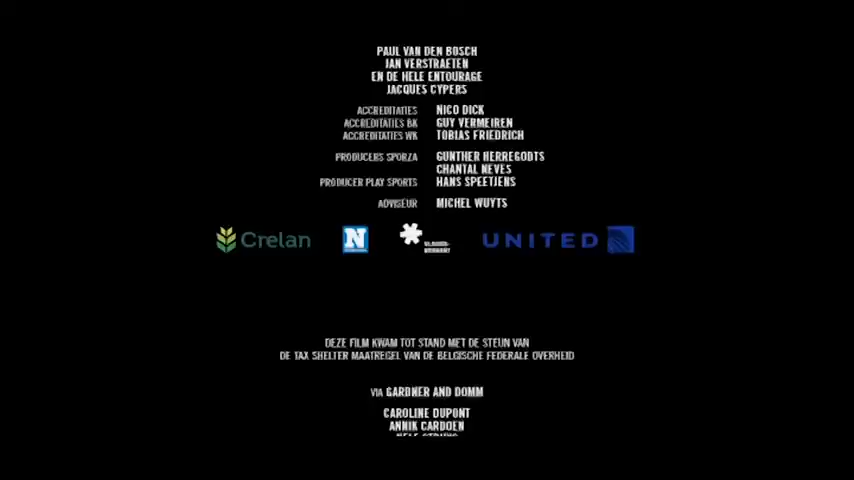 PAUL VAN DEN BOSCH
JAN VERSTRAETEN
EN DE HELE ENTOURAGE
JACQUES CYPERS
ACCREDITATIES NICO DICK
ACCREDITATIES BK GUY VERMEIREN
ACCREDITATIES WK TOBIAS FRIEDRICH
PRODUCERS SPORZA GUNTHER HERREGODTS
CHANTAL NEVES
PRODUCER PLAY SPORTS HANS SPEETJENS
ADVISEUR MICHEL WUYTS
Crelan N UNITED
DEZE FILM KWAM TOT STAND MET DE STEUN VAN
DE TAX SHELTER MAATREGEL VAN DE BELGISCHE FEDERALE OVERHEID
VIA GARDNER AND DOMM
CAROLINE DUPONT
ANNIK CARDOEN